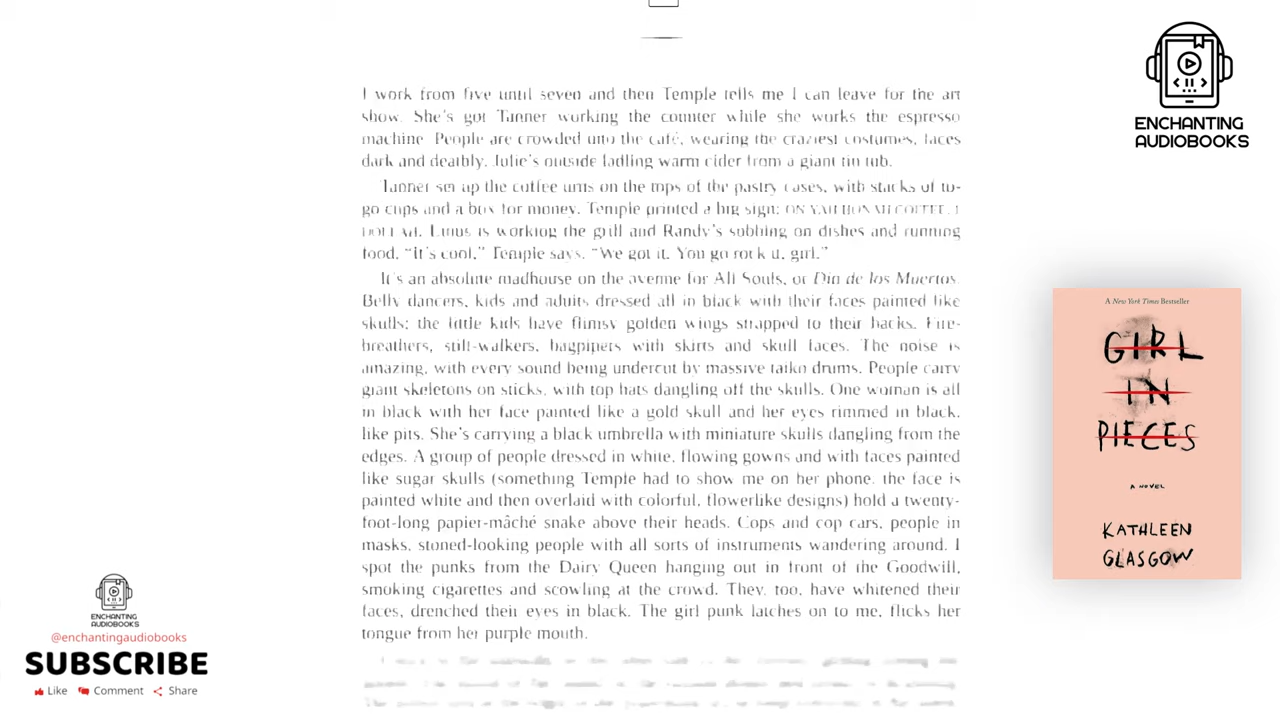 I work from five until seven and then Temple tells me I can leave for the art
show. She's got Tanner working the counter while she works the espresso
machine. People are crowded into the café, wearing the craziest costumes, faces
dark and deathly. Julie's outside ladling warm cider from a giant tin tub.
Tanner set up the coffee urns on the tops of the pastry cases, with stacks of to-
go cups and a box for money. Temple printed a big sign:
DOLLAR. Linus is working the grill and Randy's subbing on dishes and running
food. "It's cool," Temple says. "We got it. You go rock it, girl."
It's an absolute madhouse on the avenue for All Souls, or Dia de los Muertos.
Belly dancers, kids and adults dressed all in black with their faces painted like
skulls; the little kids have flimsy golden wings strapped to their backs. Fire-
breathers, stilt-walkers, bagpipers with skirts and skull faces. The noise is
amazing, with every sound being undercut by massive taiko drums. People carry
giant skeletons on sticks, with top hats dangling off the skulls. One woman is all
in black with her face painted like a gold skull and her eyes rimmed in black,
like pits. She's carrying a black umbrella with miniature skulls dangling from the
edges. A group of people dressed in white, flowing gowns and with faces painted
like sugar skulls (something Temple had to show me on her phone, the face is
painted white and then overlaid with colorful, flowerlike designs) hold a twenty-
foot-long papier-mâché snake above their heads. Cops and cop cars, people in
masks, stoned-looking people with all sorts of instruments wandering around. I
spot the punks from the Dairy Queen hanging out in front of the Goodwill,
smoking cigarettes and scowling at the crowd. They, too, have whitened their
faces, drenched their eyes in black. The girl punk latches on to me, flicks her
tongue from her purple mouth.
ENCHANTING
AUDIOBOOKS
A New York Times Bestseller
GIRL
IN
PIECES
A NOVEL
KATHLEEN
GLASGOW
ENCHANTING
AUDIOBOOKS
@enchantingaudiobooks
SUBSCRIBE
Like Comment Share